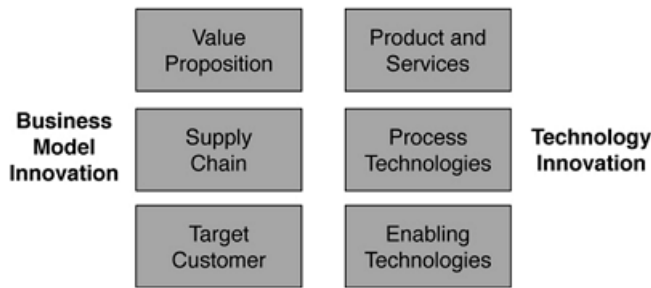 Value
Proposition
Product and
Services
Business
Model
Innovation
Supply
Chain
Process
Technologies
Technology
Innovation
Target
Customer
Enabling
Technologies